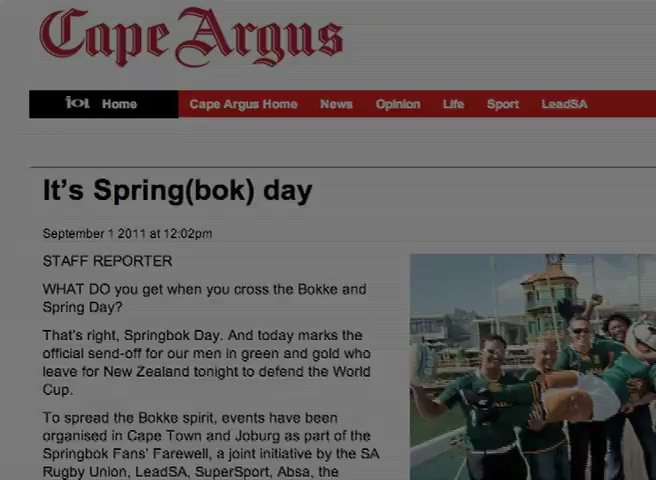 Cape Argus
iol Home Cape Argus Home News Opinion Life Sport LeadSA
It's Spring(bok) day
September 1 2011 at 12:02pm
STAFF REPORTER
WHAT DO you get when you cross the Bokke and
Spring Day?
That's right, Springbok Day. And today marks the
official send-off for our men in green and gold who
leave for New Zealand tonight to defend the World
Cup.
To spread the Bokke spirit, events have been
organised in Cape Town and Joburg as part of the
Springbok Fans' Farewell, a joint initiative by the SA
Rugby Union, LeadSA, SuperSport, Absa, the